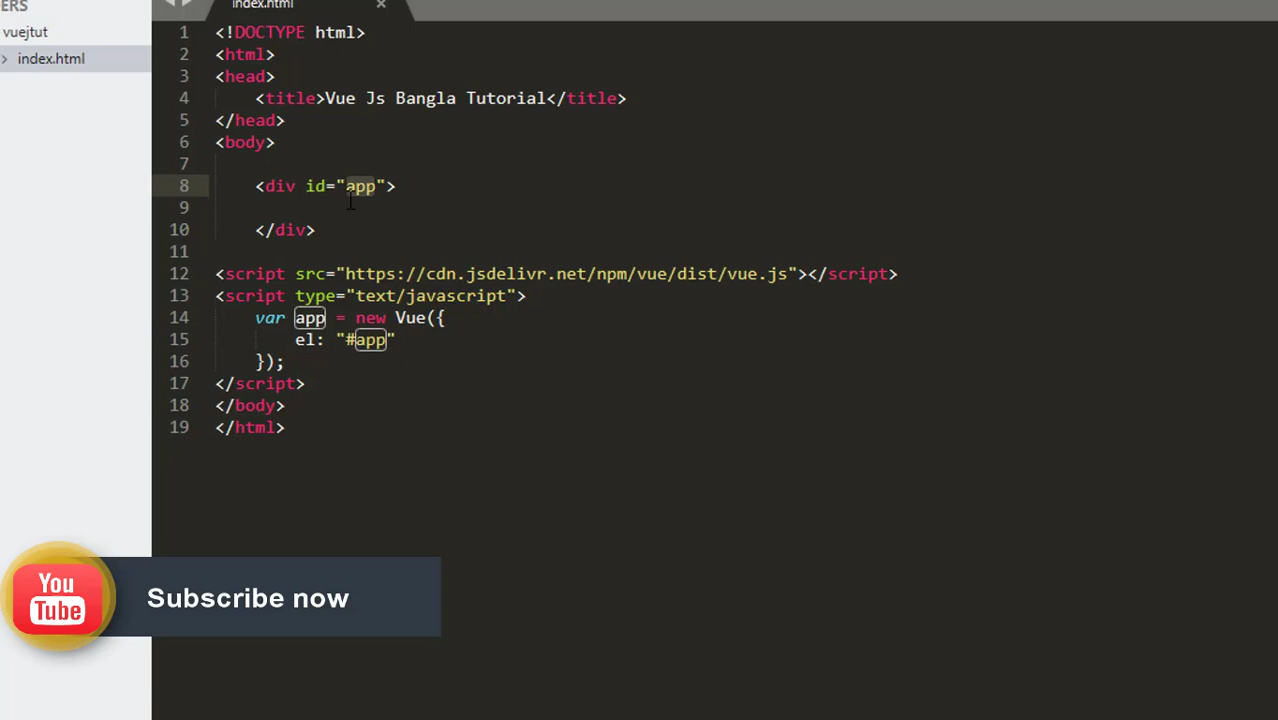 DERS
index.html
×
vuejtut
index.html
1 <!DOCTYPE html>
2 <html>
3 <head>
4 <title>Vue Js Bangla Tutorial</title>
5 </head>
6 <body>
7
8 <div id="app">
9
10 </div>
11
12 <script src="https://cdn.jsdelivr.net/npm/vue/dist/vue.js"></script>
13 <script type="text/javascript">
14 var app = new Vue({
15 el: "#app"
16 });
17 </script>
18 </body>
19 </html>
You
Tube
Subscribe now